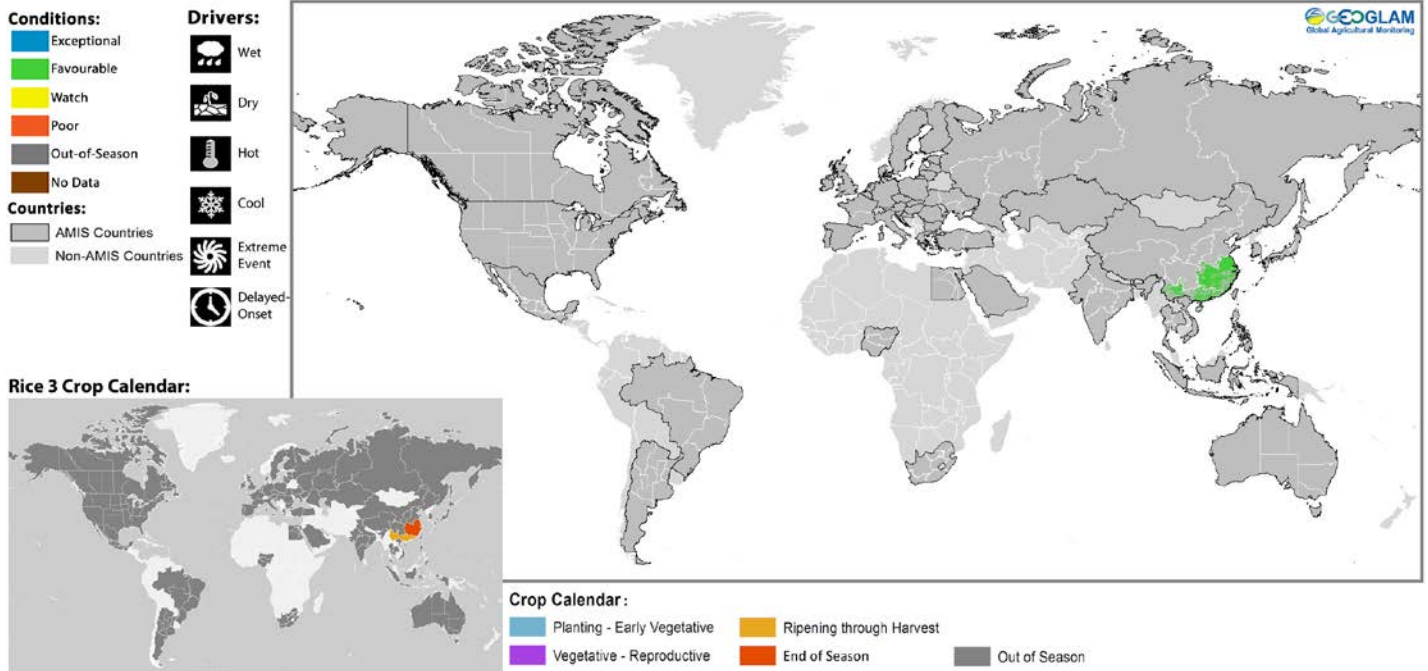 Conditions:
Exceptional
Favourable
Watch
Poor
Out-of-Season
No Data
Countries:
AMIS Countries
Non-AMIS Countries
Drivers:
Wet
Dry
Hot
Cool
Extreme
Event
Delayed-
Onset
GEOGLAM
Global Agricultural Monitoring
Rice 3 Crop Calendar:
Crop Calendar :
Planting - Early Vegetative
Ripening through Harvest
Vegetative - Reproductive
End of Season
Out of Season